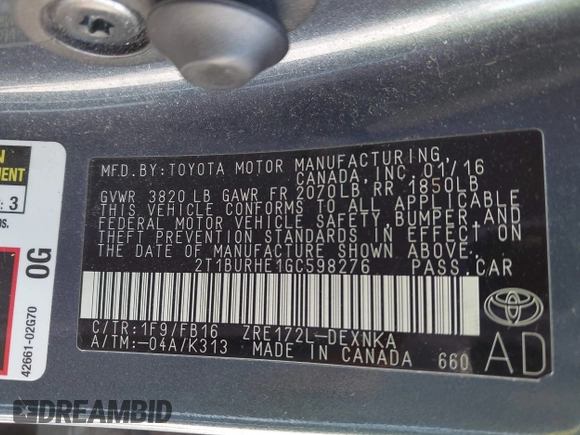 MFD.BY:TOYOTA MOTOR MANUFACTURING,
CANADA, INC. 01/16
GVWR 3820 LB GAWR FR 2070LB RR 1850LB
THIS VEHICLE CONFORMS TO ALL APPLICABLE
FEDERAL MOTOR VEHICLE SAFETY, BUMPER, AND
THEFT PREVENTION STANDARDS IN EFFECT ON
THE DATE OF MANUFACTURE SHOWN ABOVE.
2T1BURHE1GC598276 PASS.CAR
C/TR:1F9/FB16 ZRE172L-DEXNKA
A/TM:-04A/K313 MADE IN CANADA 660
AD
: 3
OG
42661-02G70
DREAMBID